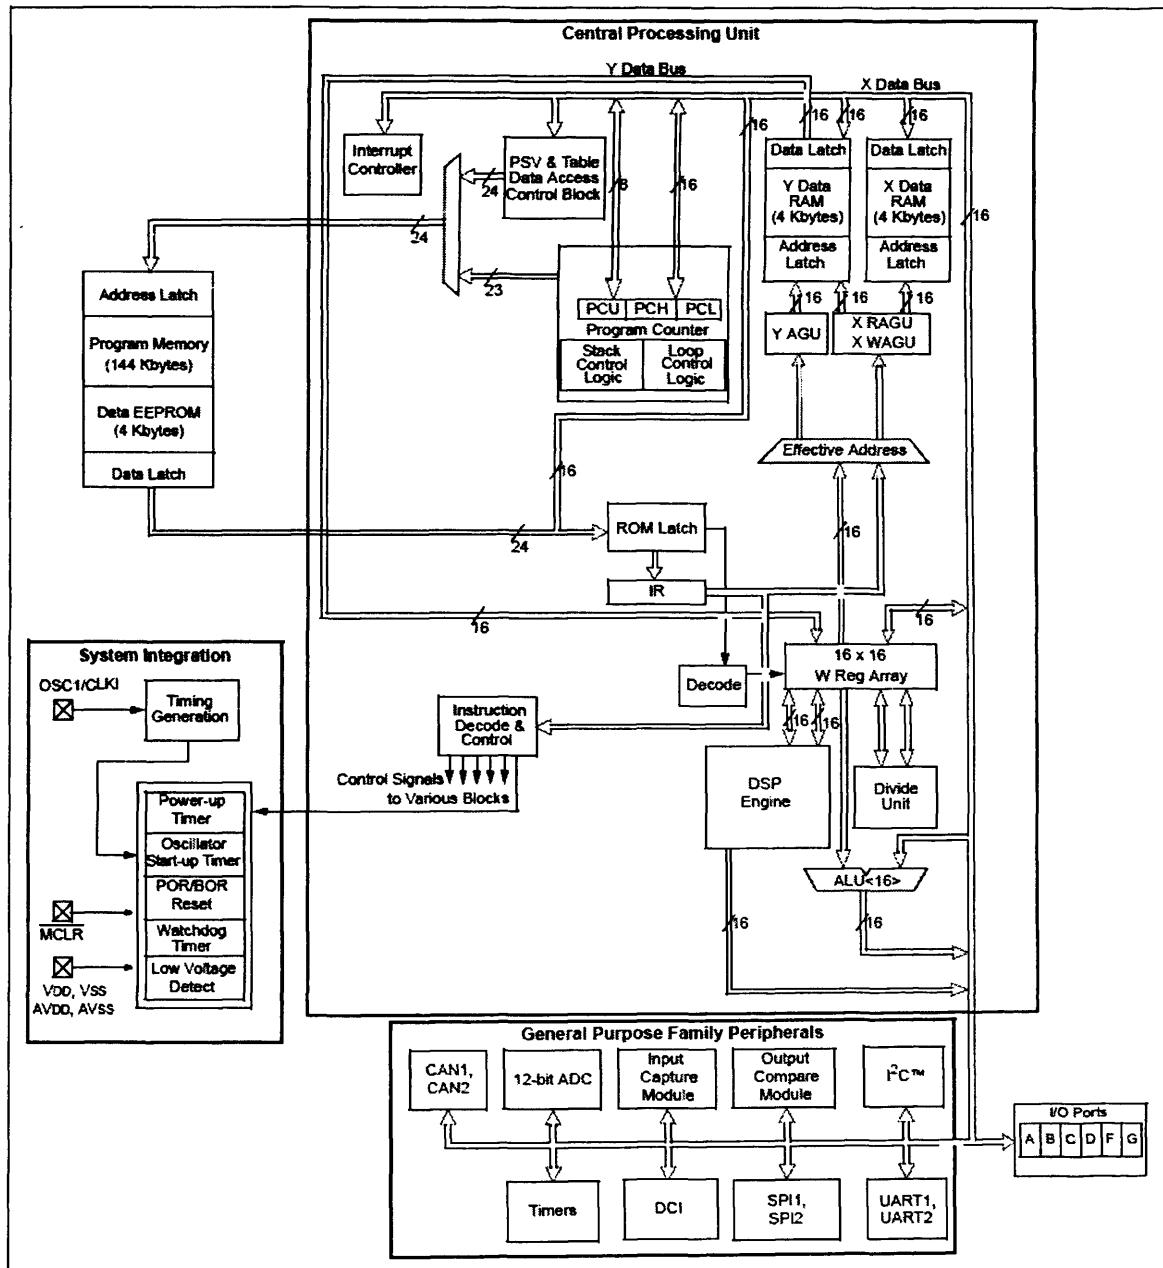 Central Processing Unit
Y Data Bus
X Data Bus
16
16
16
16
Interrupt
Controller
PSV & Table
Data Access
Control Block
24
8
16
Data Latch
Y Data
RAM
(4 Kbytes)
Address
Latch
Data Latch
X Data
RAM
(4 Kbytes)
Address
Latch
16
24
23
16
16
16
Address Latch
Program Memory
(144 Kbytes)
Data EEPROM
(4 Kbytes)
Data Latch
PCU
PCH
PCL
Program Counter
Stack
Control
Logic
Loop
Control
Logic
Y AGU
X RAGU
X WAGU
Effective Address
16
24
ROM Latch
IR
16
16
16
16 x 16
W Reg Array
Decode
System Integration
OSC1/CLKI
Timing
Generation
Instruction
Decode &
Control
Control Signals
to Various Blocks
16
16
DSP
Engine
Divide
Unit
Power-up
Timer
Oscillator
Start-up Timer
POR/BOR
Reset
Watchdog
Timer
Low Voltage
Detect
MCLR
VDD, VSS
AVDD, AVSS
ALU<16>
16
16
General Purpose Family Peripherals
CAN1,
CAN2
12-bit ADC
Input
Capture
Module
Output
Compare
Module
I2C™
Timers
DCI
SPI1,
SPI2
UART1,
UART2
I/O Ports
A B C D F G